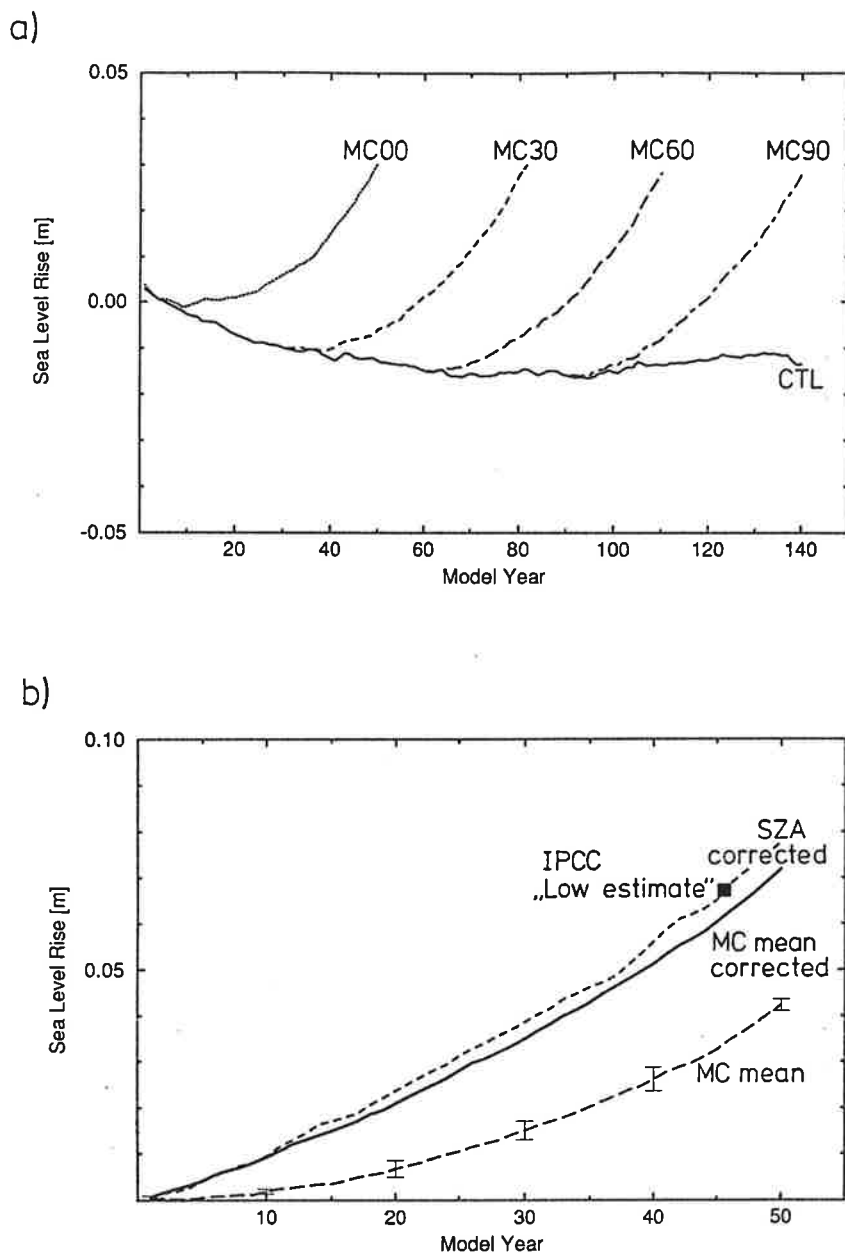 a)
0.05
MC00
MC30
MC60
MC90
Sea Level Rise [m]
0.00
CTL
-0.05
20
40
60
80
100
120
140
Model Year
b)
0.10
SZA
corrected
IPCC
„Low estimate"
Sea Level Rise [m]
MC mean
corrected
0.05
MC mean
10
20
30
40
50
Model Year